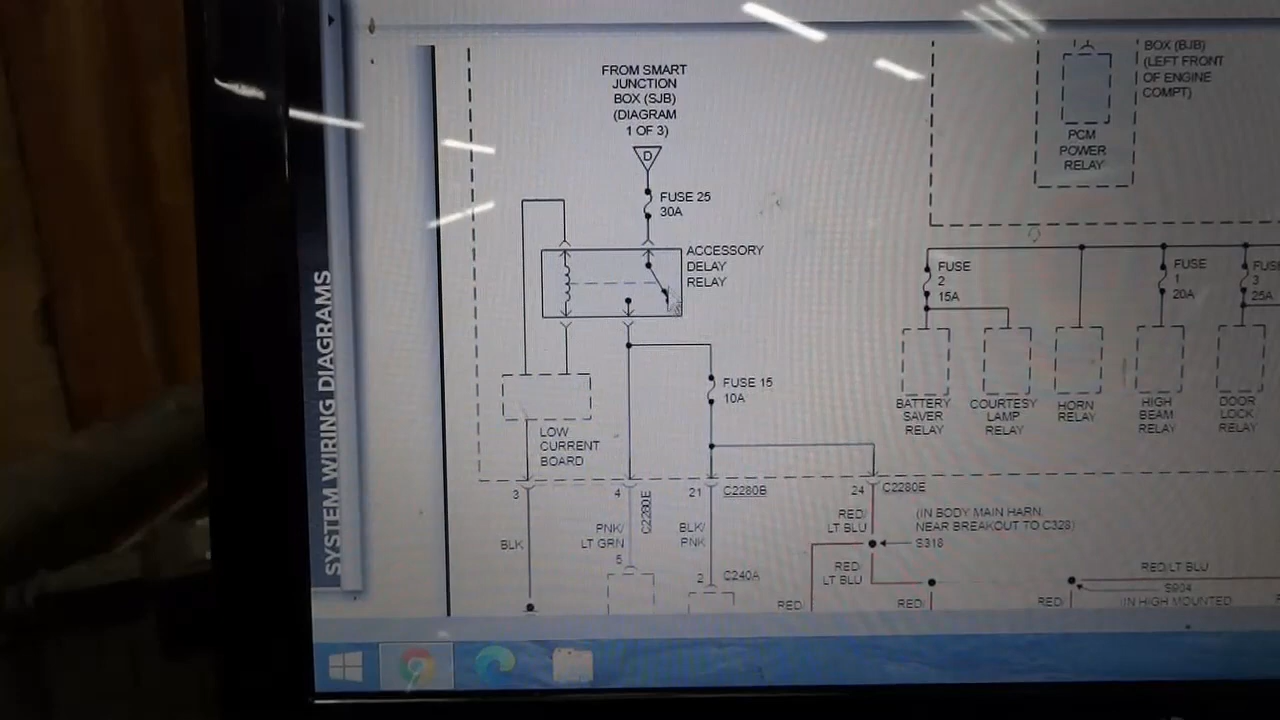 SYSTEM WIRING DIAGRAMS
FROM SMART
JUNCTION
BOX (SJB)
(DIAGRAM
1 OF 3)
D
FUSE 25
30A
ACCESSORY
DELAY
RELAY
FUSE 15
10A
LOW
CURRENT
BOARD
BOX (BJB)
(LEFT FRONT
OF ENGINE
COMPT)
PCM
POWER
RELAY
FUSE
2
15A
FUSE
1
20A
FUSE
3
25A
BATTERY
SAVER
RELAY
COURTESY
LAMP
RELAY
HORN
RELAY
HIGH
BEAM
RELAY
DOOR
LOCK
RELAY
3
4
C2280E
21
C2280B
24
C2280E
BLK
PNK/
LT GRN
5
BLK/
PNK
2
C240A
RED/
LT BLU
(IN BODY MAIN HARN,
NEAR BREAKOUT TO C328)
S318
RED/
LT BLU
RED/LT BLU
S904
(IN HIGH MOUNTED
RED/
RED/
RED/